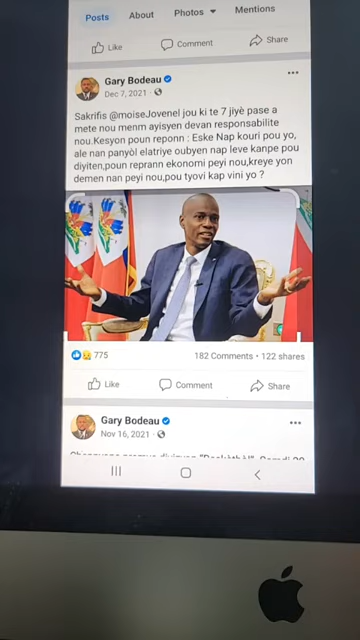 Posts About Photos Mentions
Like Comment Share
Gary Bodeau
Dec 7, 2021
Sakrifis @moiseJovenel jou ki te 7 jiyè pase a
mete nou menm ayisyen devan responsabilite
nou.Kesyon poun reponn : Eske Nap kouri pou yo,
ale nan panyòl elatriye oubyen nap leve kanpe pou
diyiten,poun reprann ekonomi peyi nou,kreye yon
demen nan peyi nou,pou tyovi kap vini yo ?
775 182 Comments • 122 shares
Like Comment Share
Gary Bodeau
Nov 16, 2021